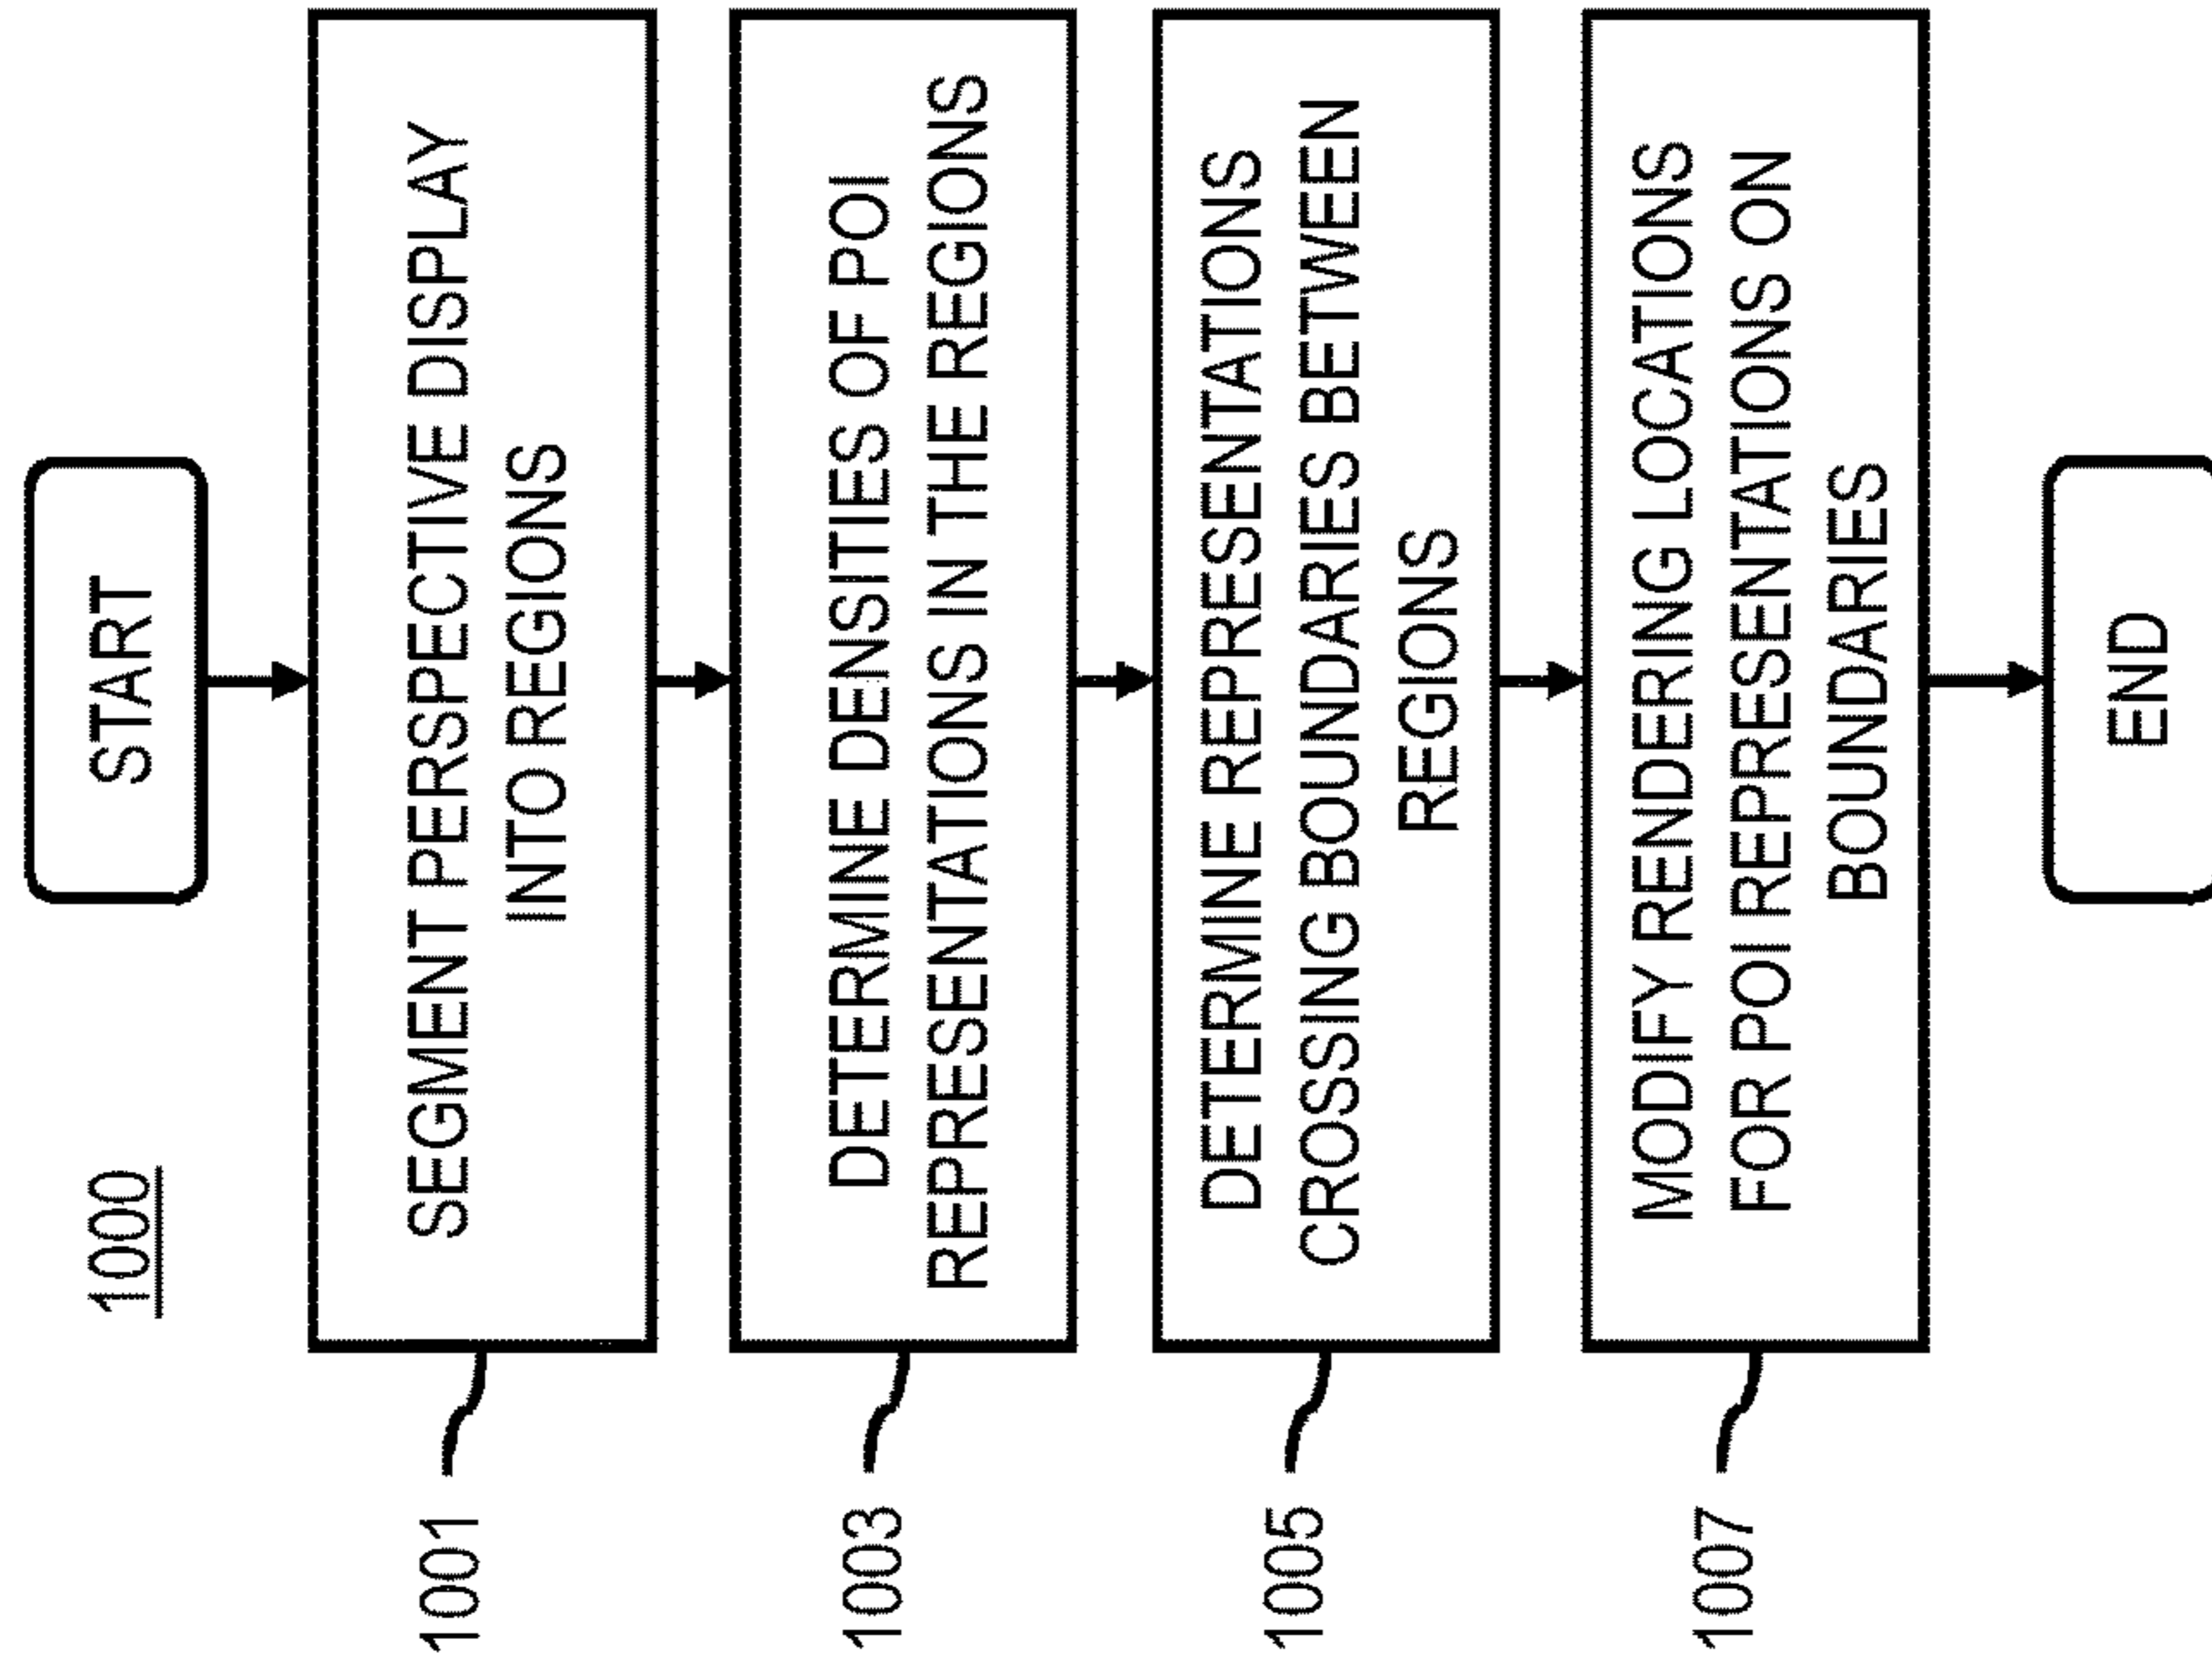 1000
START
1001
SEGMENT PERSPECTIVE DISPLAY
INTO REGIONS
1003
DETERMINE DENSITIES OF POI
REPRESENTATIONS IN THE REGIONS
1005
DETERMINE REPRESENTATIONS
CROSSING BOUNDARIES BETWEEN
REGIONS
1007
MODIFY RENDERING LOCATIONS
FOR POI REPRESENTATIONS ON
BOUNDARIES
END